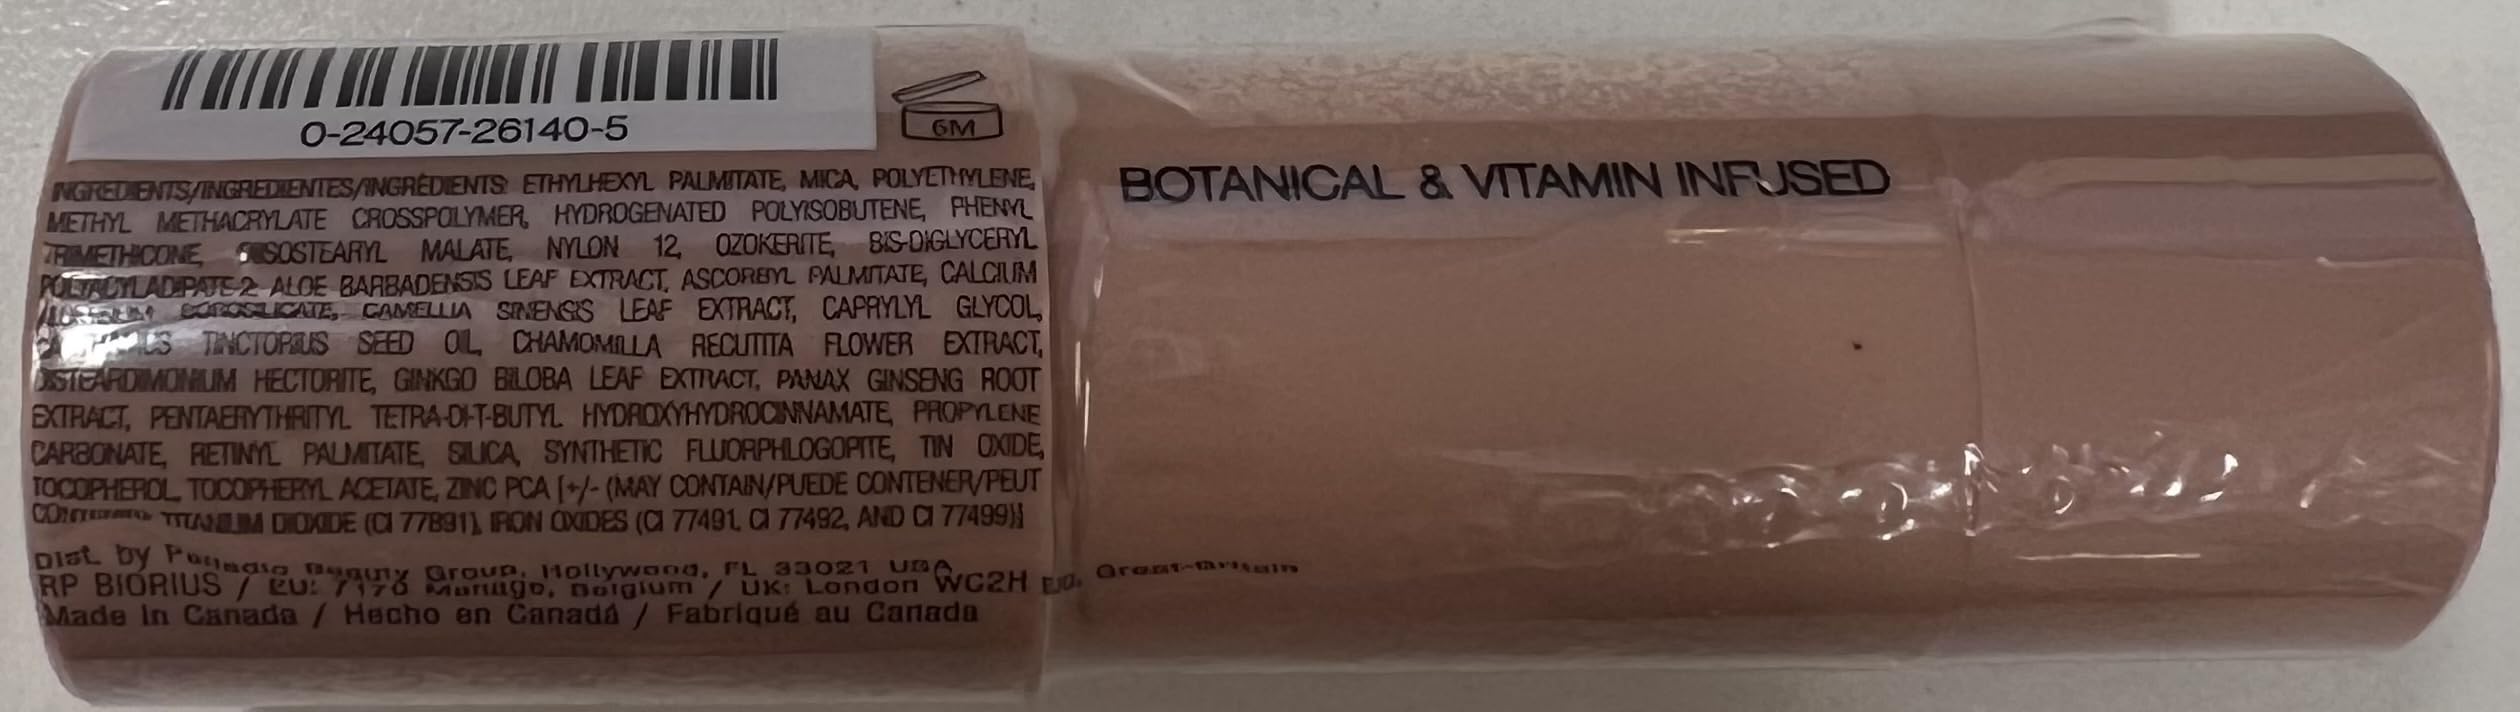 0-24057-26140-5
6M
INGREDIENTS/INGREDIENTES/INGRÉDIENTS: ETHYLHEXYL PALMITATE, MICA, POLYETHYLENE,
METHYL METHACRYLATE CROSSPOLYMER, HYDROGENATED POLYISOBUTENE, PHENYL
TRIMETHICONE, DIISOSTEARYL MALATE, NYLON 12, OZOKERITE, BIS-DIGLYCERYL
POLYACYLADIPATE-2 ALOE BARBADENSIS LEAF EXTRACT, ASCORBYL PALMITATE, CALCIUM
BOROSILICATE, CAMELLIA SINENSIS LEAF EXTRACT, CAPRYLYL GLYCOL,
TINCTORIUS SEED OIL, CHAMOMILLA RECUTITA FLOWER EXTRACT,
DISTEARDIMONIUM HECTORITE, GINKGO BILOBA LEAF EXTRACT, PANAX GINSENG ROOT
EXTRACT, PENTAERYTHRITYL TETRA-DI-T-BUTYL HYDROXYHYDROCINNAMATE, PROPYLENE
CARBONATE, RETINYL PALMITATE, SILICA, SYNTHETIC FLUORPHLOGOPITE, TIN OXIDE,
TOCOPHEROL, TOCOPHERYL ACETATE, ZINC PCA [+/- (MAY CONTAIN/PUEDE CONTENER/PEUT
TITANIUM DIOXIDE (CI 77891), IRON OXIDES (CI 77491, CI 77492, AND CI 77499)]
Dist. by Beauty Group, Hollywood, FL 33021 USA
RP BIORIUS / EU: Belgium / UK: London WC2H Great-Britain
Made in Canada / Hecho en Canadá / Fabriqué au Canada
BOTANICAL & VITAMIN INFUSED